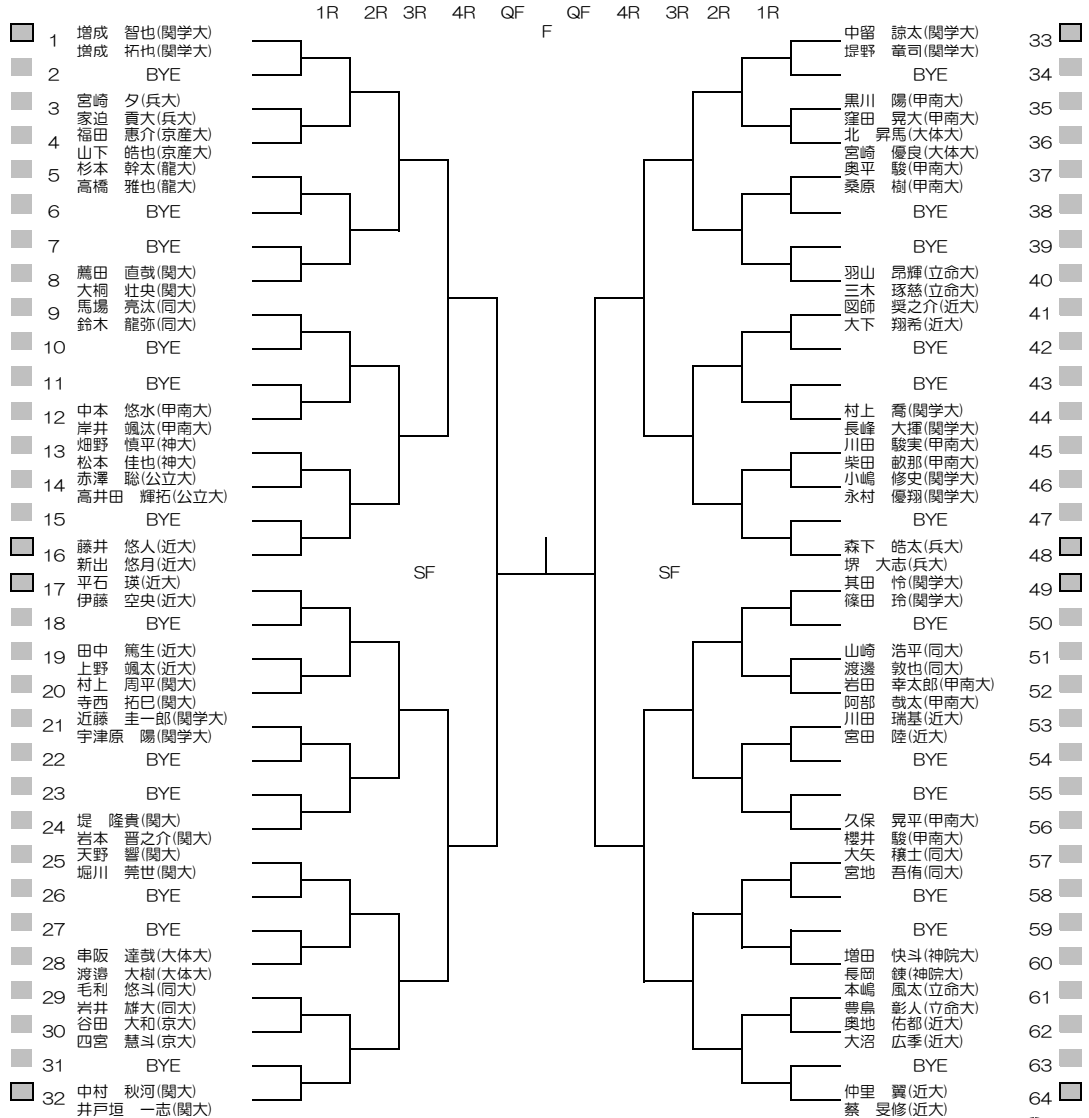 1R 2R 3R 4R QF QF 4R 3R 2R 1R
F
1 増成 智也(関学大)
増成 拓也(関学大)
2 BYE
3 宮崎 夕(兵大)
家迫 貢大(兵大)
4 福田 惠介(京産大)
山下 皓也(京産大)
5 杉本 幹太(龍大)
高橋 雅也(龍大)
6 BYE
7 BYE
8 薦田 直哉(関大)
大桐 壮央(関大)
9 馬場 亮汰(同大)
鈴木 龍弥(同大)
10 BYE
11 BYE
12 中本 悠水(甲南大)
岸井 颯汰(甲南大)
13 畑野 慎平(神大)
松本 佳也(神大)
14 赤澤 聡(公立大)
高井田 輝拓(公立大)
15 BYE
16 藤井 悠人(近大)
新出 悠月(近大)
17 平石 瑛(近大)
伊藤 空央(近大)
18 BYE
19 田中 篤生(近大)
上野 颯太(近大)
20 村上 周平(関大)
寺西 拓巳(関大)
21 近藤 圭一郎(関学大)
宇津原 陽(関学大)
22 BYE
23 BYE
24 堤 隆貴(関大)
岩本 晋之介(関大)
25 天野 響(関大)
堀川 莞世(関大)
26 BYE
27 BYE
28 串阪 達哉(大体大)
渡邉 大樹(大体大)
29 毛利 悠斗(同大)
岩井 雄大(同大)
30 谷田 大和(京大)
四宮 慧斗(京大)
31 BYE
32 中村 秋河(関大)
井戸垣 一志(関大)
SF
SF
中留 諒太(関学大) 33
堤野 竜司(関学大)
BYE 34
黒川 陽(甲南大) 35
窪田 晃大(甲南大)
北 昇馬(大体大) 36
宮崎 優良(大体大)
奥平 駿(甲南大) 37
桑原 樹(甲南大)
BYE 38
BYE 39
羽山 昂輝(立命大) 40
三木 琢慈(立命大)
図師 奨之介(近大) 41
大下 翔希(近大)
BYE 42
BYE 43
村上 喬(関学大) 44
長峰 大揮(関学大)
川田 駿実(甲南大) 45
柴田 畝那(甲南大)
小嶋 修史(関学大) 46
永村 優翔(関学大)
BYE 47
森下 皓太(兵大) 48
堺 大志(兵大)
其田 怜(関学大) 49
篠田 玲(関学大)
BYE 50
山崎 浩平(同大) 51
渡邊 敦也(同大)
岩田 幸太郎(甲南大) 52
阿部 哉太(甲南大)
川田 瑞基(近大) 53
宮田 陸(近大)
BYE 54
BYE 55
久保 晃平(甲南大) 56
櫻井 駿(甲南大)
大矢 穣士(同大) 57
宮地 吾侑(同大)
BYE 58
BYE 59
増田 快斗(神院大) 60
長岡 錬(神院大)
本嶋 風太(立命大) 61
豊島 彰人(立命大)
奥地 佑都(近大) 62
大沼 広季(近大)
BYE 63
仲里 翼(近大) 64
蔡 旻修(近大)